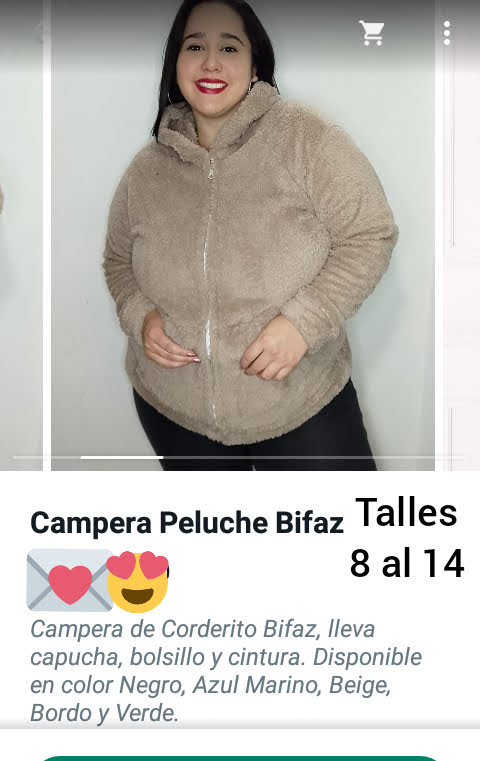 Campera Peluche Bifaz
Talles
8 al 14
Campera de Corderito Bifaz, lleva
capucha, bolsillo y cintura. Disponible
en color Negro, Azul Marino, Beige,
Bordo y Verde.